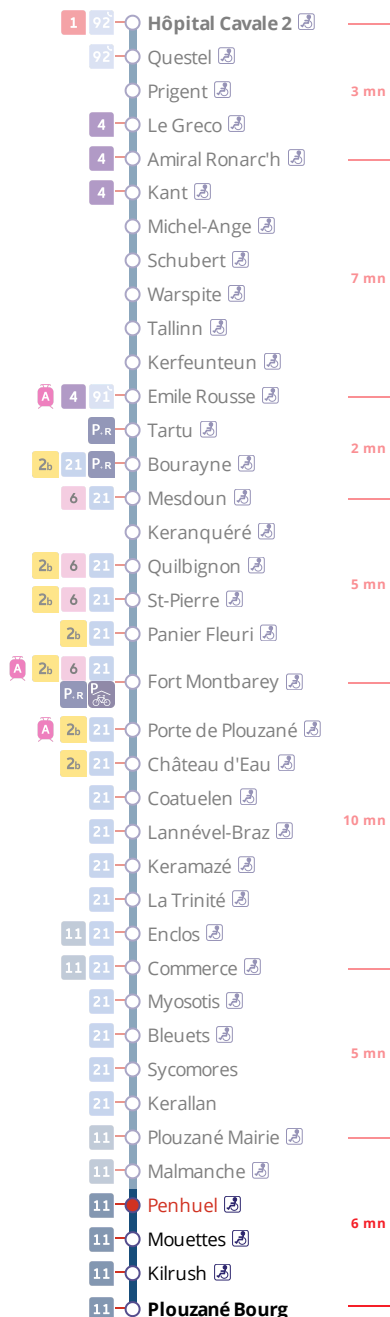 1 92 Hôpital Cavale 2
92 Questel
Prigent
3 mn
4 Le Greco
4 Amiral Ronarc'h
4 Kant
Michel-Ange
Schubert
7 mn
Warspite
Tallinn
Kerfeunteun
A 4 91 Emile Rousse
P.R Tartu
2 mn
2b 21 P.R Bourayne
6 21 Mesdoun
Keranquéré
2b 6 21 Quilbignon
5 mn
2b 6 21 St-Pierre
2b 21 Panier Fleuri
A 2b 6 21
P.R P Fort Montbarey
A 2b 21 Porte de Plouzané
2b 21 Château d'Eau
21 Coatuelen
10 mn
21 Lannével-Braz
21 Keramazé
21 La Trinité
11 21 Enclos
11 21 Commerce
21 Myosotis
21 Bleuets
5 mn
21 Sycomores
21 Kerallan
11 Plouzané Mairie
11 Malmanche
11 Penhuel
6 mn
11 Mouettes
11 Kilrush
11 Plouzané Bourg